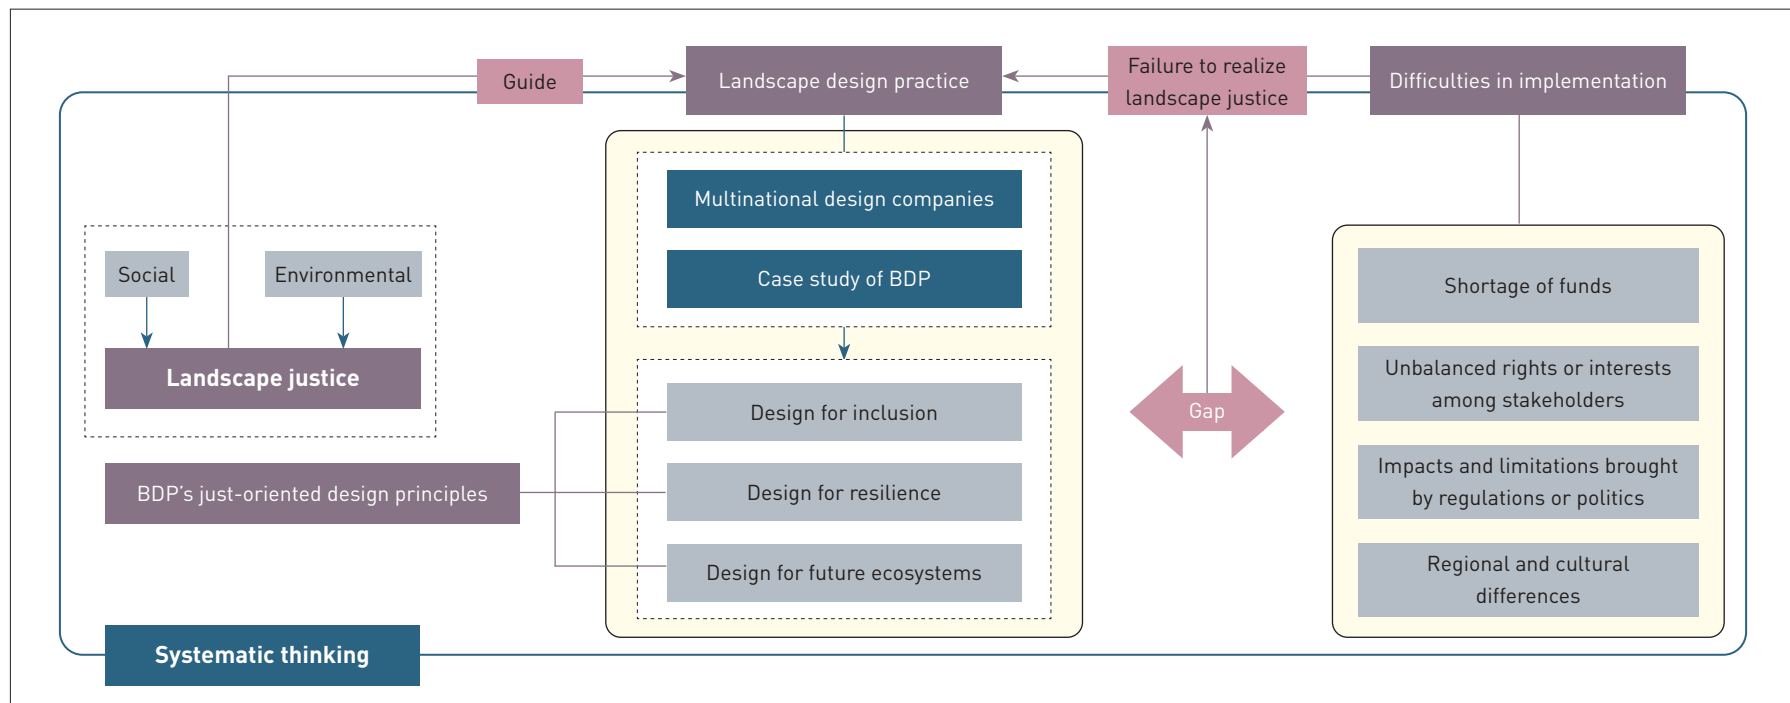 Guide
Landscape design practice
Failure to realize
landscape justice
Difficulties in implementation
Social
Environmental
Landscape justice
BDP’s just-oriented design principles
Systematic thinking
Multinational design companies
Case study of BDP
Design for inclusion
Design for resilience
Design for future ecosystems
Gap
Shortage of funds
Unbalanced rights or interests
among stakeholders
Impacts and limitations brought
by regulations or politics
Regional and cultural
differences